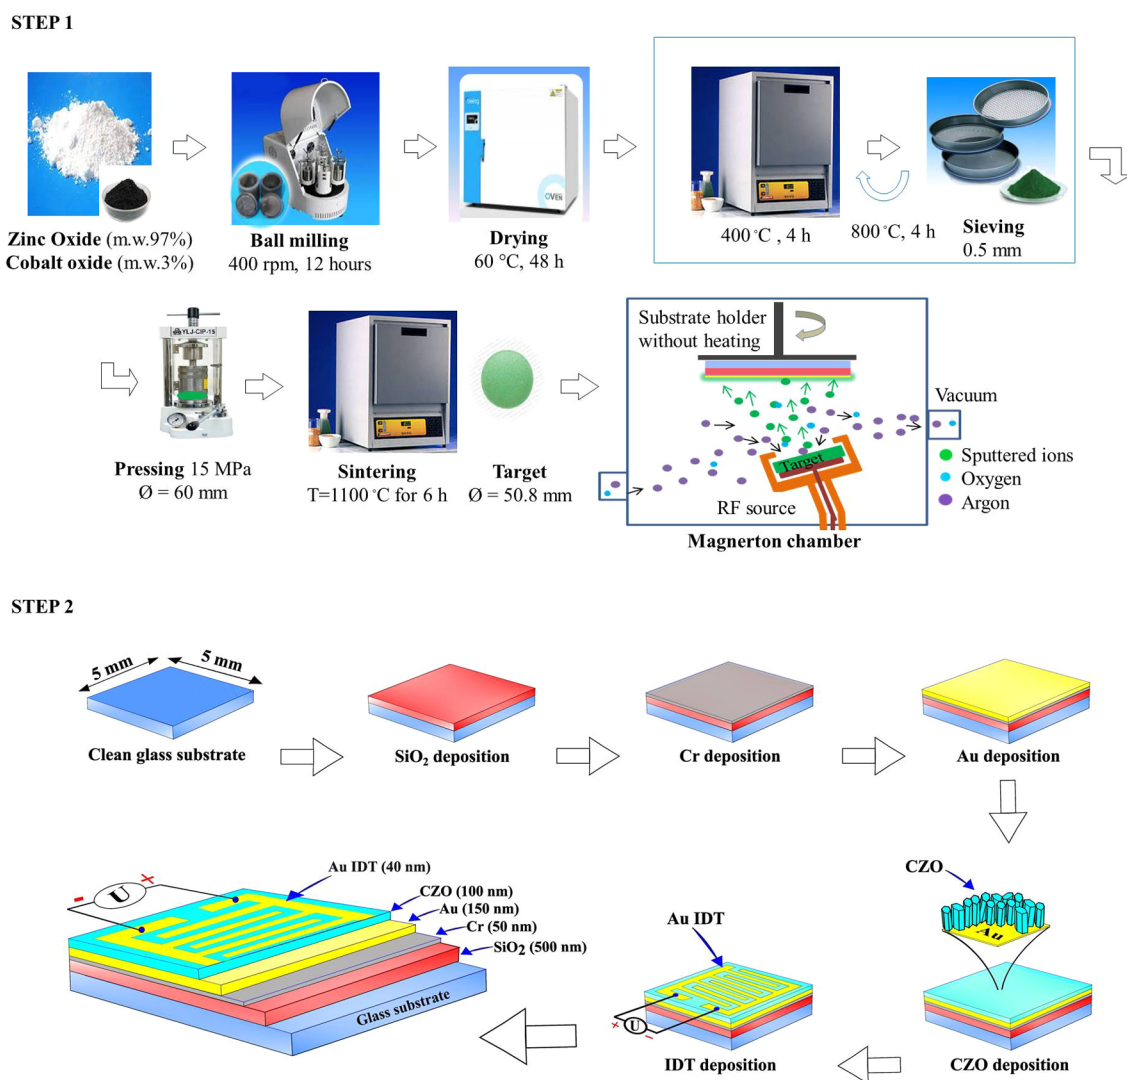 STEP 1
Zinc Oxide (m.w.97%)
Cobalt oxide (m.w.3%)
Ball milling
400 rpm, 12 hours
OVEN
Drying
60 °C, 48 h
400 °C , 4 h
800 °C, 4 h
Sieving
0.5 mm
YLJ-CIP-15
Pressing 15 MPa
Ø = 60 mm
Sintering
T=1100 °C for 6 h
Target
Ø = 50.8 mm
Substrate holder
without heating
Target
RF source
Magnerton chamber
Vacuum
Sputtered ions
Oxygen
Argon
STEP 2
5 mm
5 mm
Clean glass substrate
SiO₂ deposition
Cr deposition
Au deposition
CZO
Au
CZO deposition
Au IDT
+
U
-
IDT deposition
-
U
+
Au IDT (40 nm)
CZO (100 nm)
Au (150 nm)
Cr (50 nm)
SiO₂ (500 nm)
Glass substrate